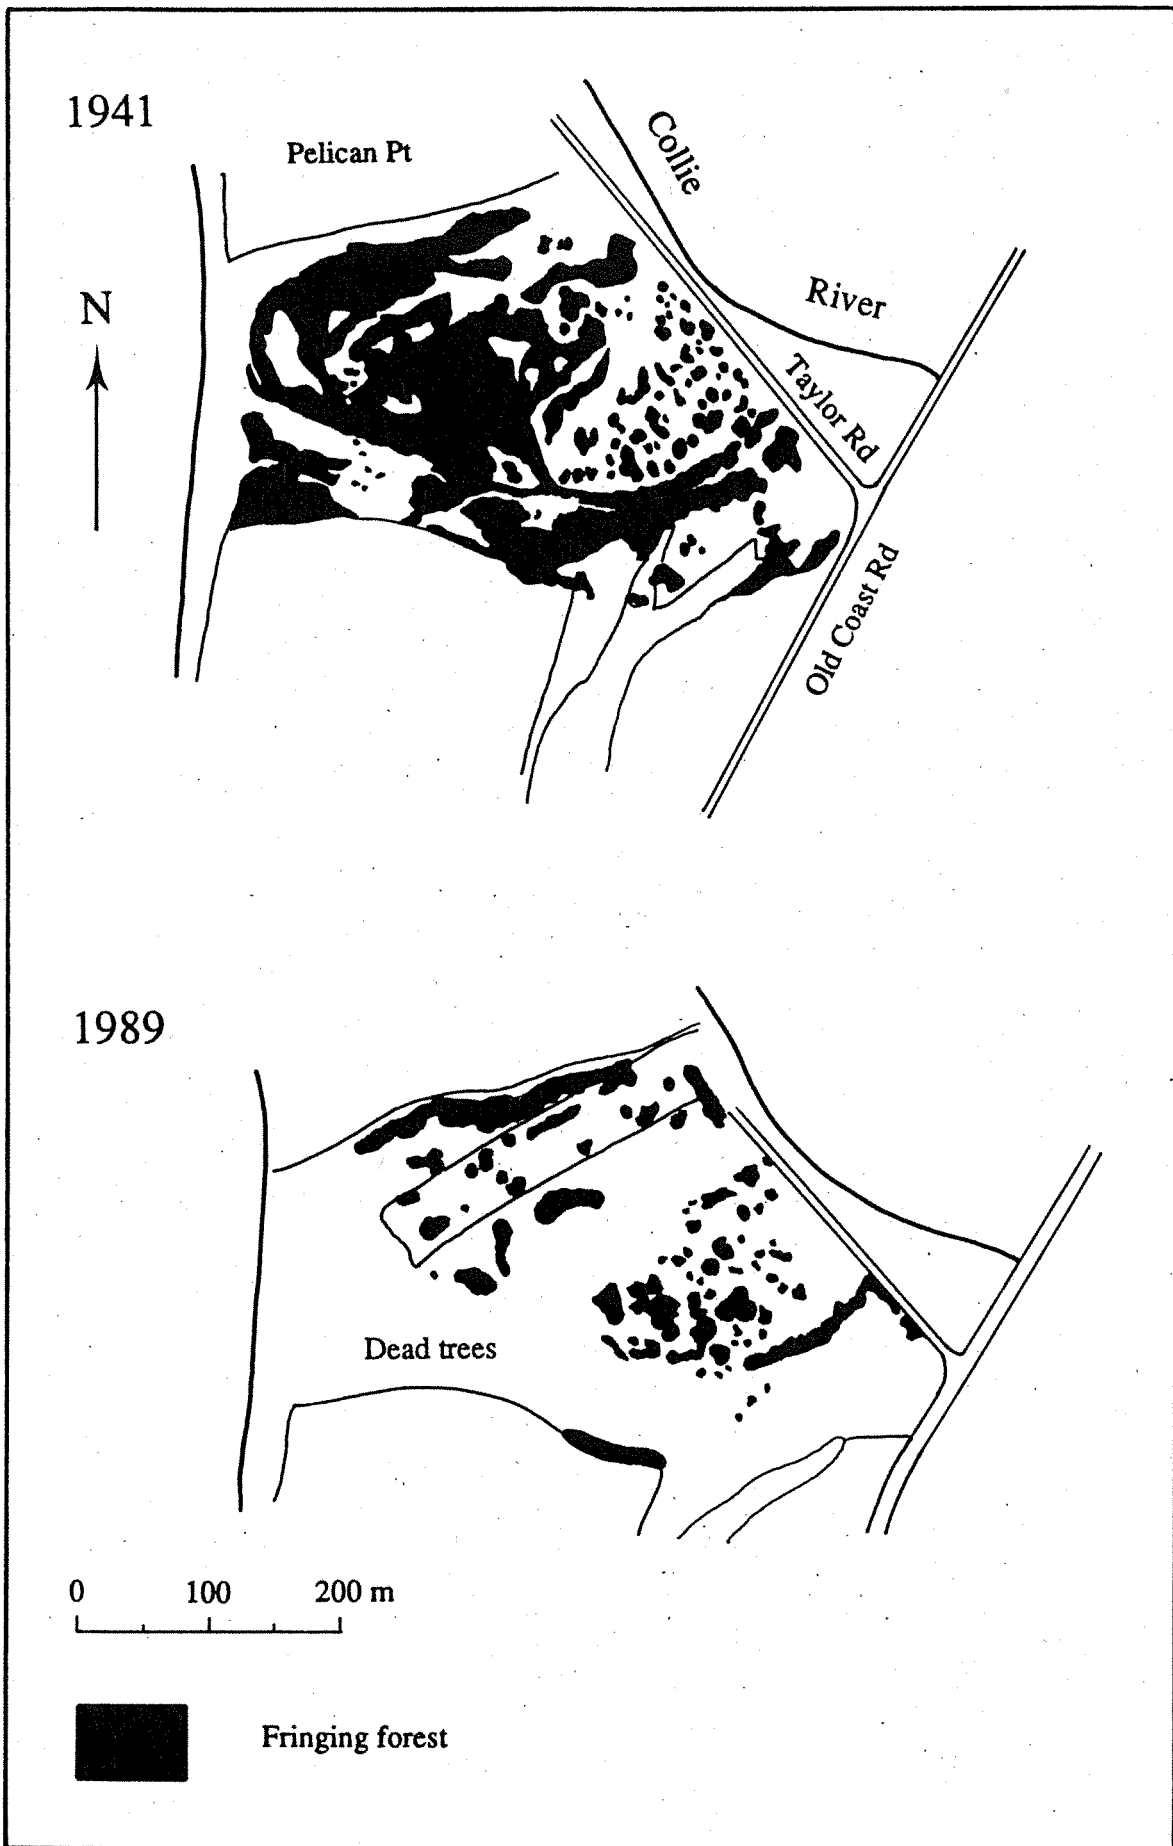 1941
Pelican Pt
Collie
River
N
Taylor Rd
Old Coast Rd
1989
Dead trees
0 100 200 m
Fringing forest